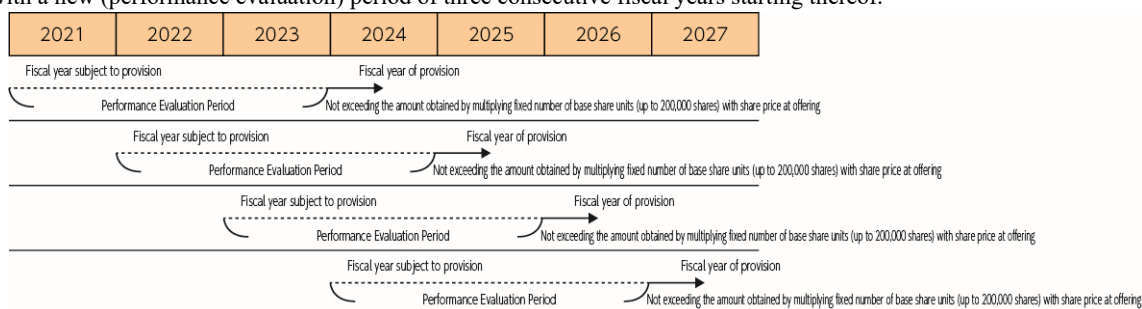 with a new (performance evaluation) period of three consecutive fiscal years starting thereof.
2021 2022 2023 2024 2025 2026 2027
Fiscal year subject to provision Fiscal year of provision
Performance Evaluation Period Not exceeding the amount obtained by multiplying fixed number of base share units (up to 200,000 shares) with share price at offering
Fiscal year subject to provision Fiscal year of provision
Performance Evaluation Period Not exceeding the amount obtained by multiplying fixed number of base share units (up to 200,000 shares) with share price at offering
Fiscal year subject to provision Fiscal year of provision
Performance Evaluation Period Not exceeding the amount obtained by multiplying fixed number of base share units (up to 200,000 shares) with share price at offering
Fiscal year subject to provision Fiscal year of provision
Performance Evaluation Period Not exceeding the amount obtained by multiplying fixed number of base share units (up to 200,000 shares) with share price at offering